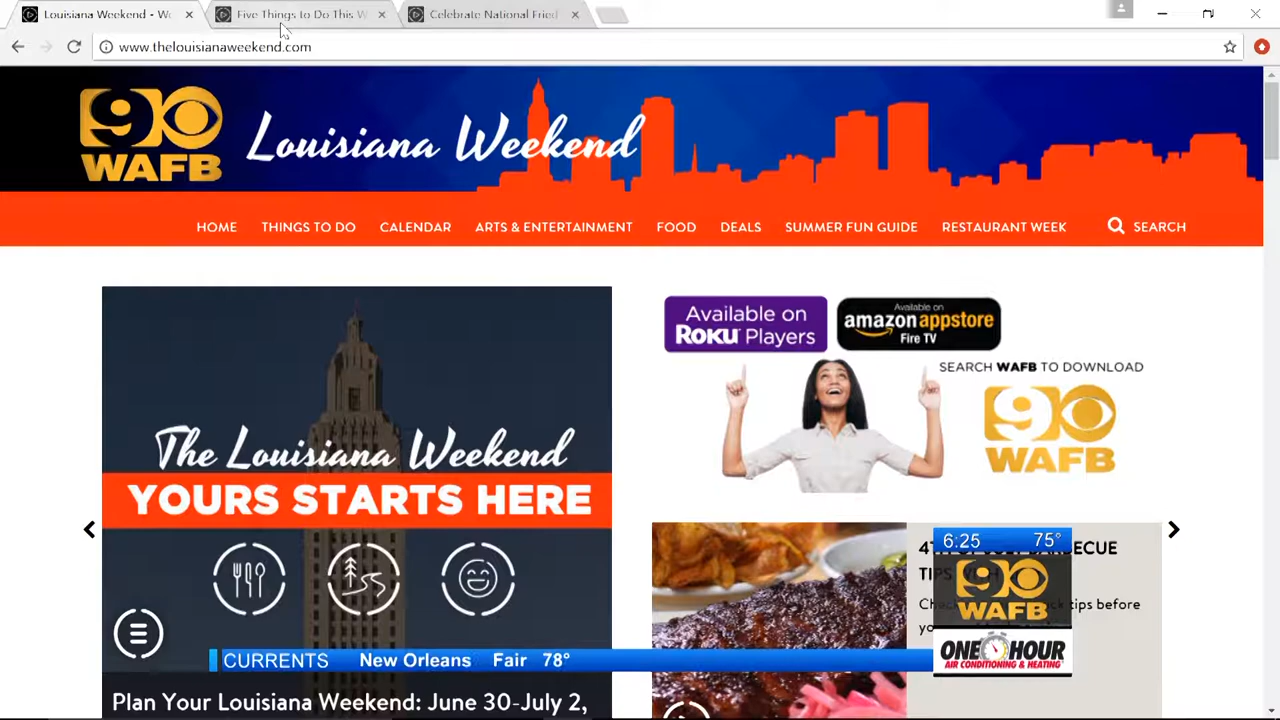 Louisiana Weekend - We
Five Things to Do This W
Celebrate National Fried
www.thelouisianaweekend.com
9
WAFB
Louisiana Weekend
HOME THINGS TO DO CALENDAR ARTS & ENTERTAINMENT FOOD DEALS SUMMER FUN GUIDE RESTAURANT WEEK SEARCH
The Louisiana Weekend
YOURS STARTS HERE
Plan Your Louisiana Weekend: June 30-July 2,
Available on
Roku Players
Available on
amazon appstore
Fire TV
SEARCH WAFB TO DOWNLOAD
9
WAFB
BARBECUE
tips before
6:25 75°
9
WAFB
ONE HOUR
AIR CONDITIONING & HEATING
CURRENTS New Orleans Fair 78°